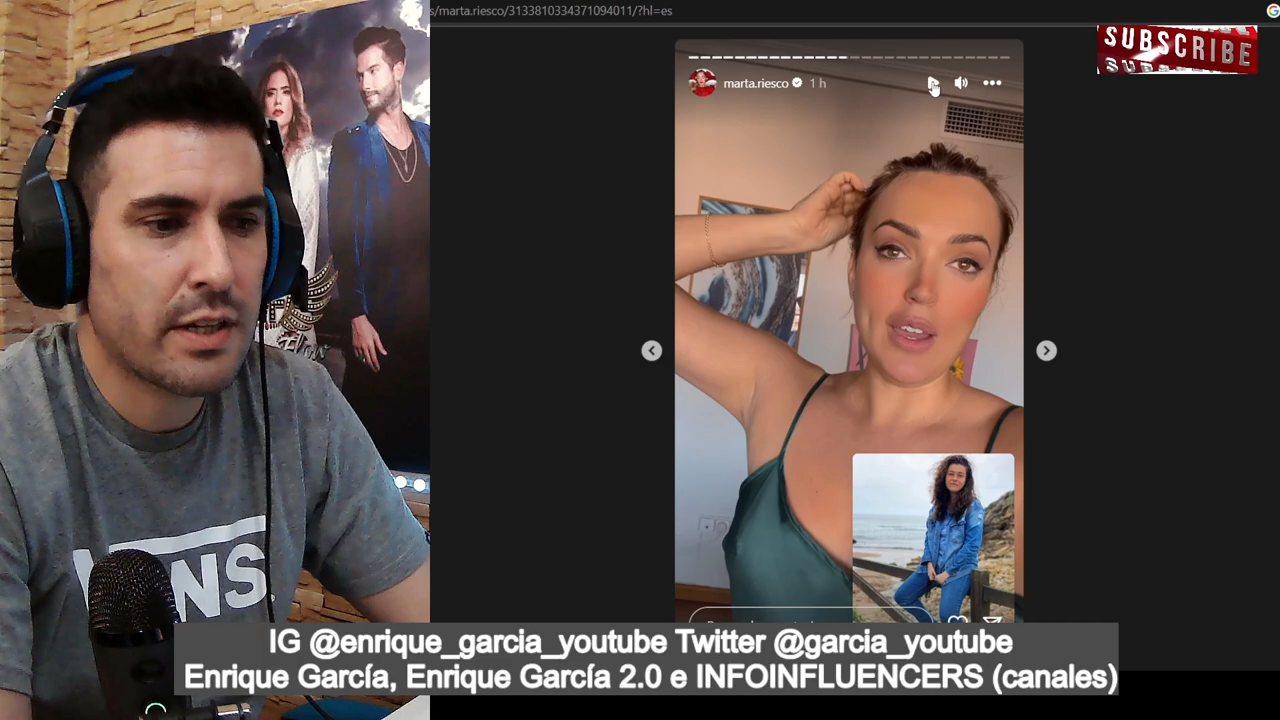 s/marta.riesco/3133810334371094011/?hl=es
SUBSCRIBE
marta.riesco 1 h
VANS.
IG @enrique_garcia_youtube Twitter @garcia_youtube
Enrique García, Enrique García 2.0 e INFOINFLUENCERS (canales)